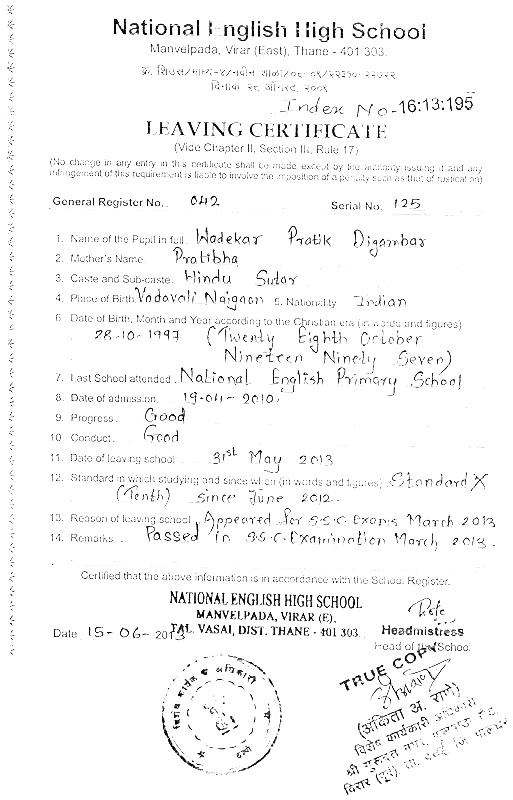 National English High School
Manvelpada, Virar (East), Thane - 401 303.
दिनांक २८ ऑगस्ट, २००९
Index No - 16:13:195
LEAVING CERTIFICATE
(Vice Chapter II, Section III, Rule 17)
(No change in any entry in this certificate shall be made except by the authority issuing it and any
infringement of this requirement is liable to involve the imposition of a penalty such as that of rustication)
General Register No. 042 Serial No. 125
1. Name of the Pupil in full Wadekar Pratik Digambar
2. Mother's Name Pratibha
3. Caste and Sub-caste Hindu Sutar
4. Place of Birth Vadavali Naigaon 5. Nationality Indian
6 Date of Birth, Month and Year according to the Christian era (in words and figures)
28-10-1997 (Twenty Eighth October
Nineteen Ninety Seven)
7. Last School attended National English Primary School
8. Date of admission 19-04-2010
9. Progress Good
10. Conduct Good
11. Date of leaving school 31st May 2013
12. Standard in which studying and since when (in words and figures) Standard X
(Tenth) since June 2012.
13. Reason of leaving school Appeared for S.S.C Exams March 2013
14. Remarks Passed in S.S.C Examination March 2013.
Certified that the above information is in accordance with the School Register.
NATIONAL ENGLISH HIGH SCHOOL
MANVELPADA, VIRAR (E),
Date 15-06-2013 TAL. VASAI, DIST. THANE - 401 303.
Headmistress
Head of the School
TRUE COPY
(अंकिता अ. राणे)
विशेष कार्यकारी अधिकारी
विशेष कार्यकारी अधिकारी